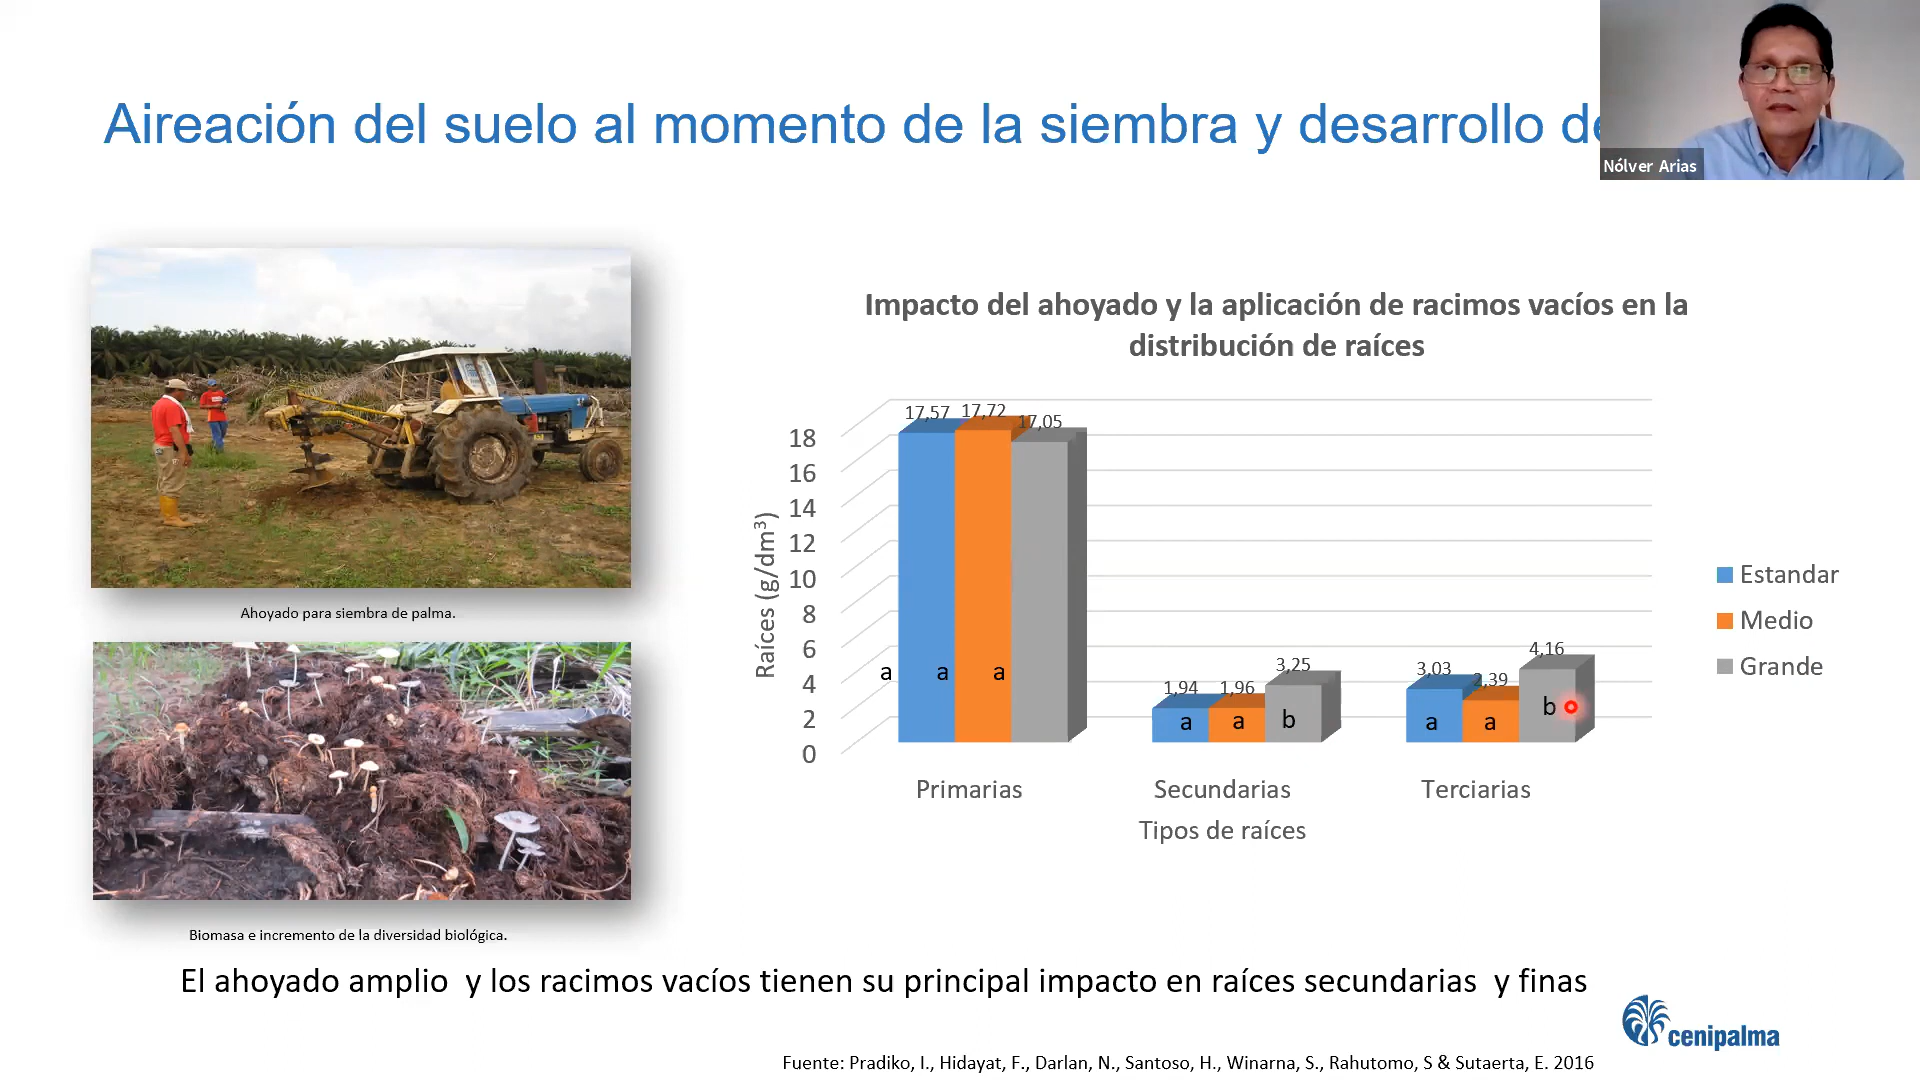 Aireación del suelo al momento de la siembra y desarrollo
Nólver Arias
Ahoyado para siembra de palma.
Biomasa e incremento de la diversidad biológica.
Impacto del ahoyado y la aplicación de racimos vacíos en la
distribución de raíces
Raíces (g/dm³)
18
16
14
12
10
8
6
4
2
0
17,57 17,72 17,05
a a a
1,94 1,96 3,25
a a b
3,03 2,39 4,16
a a b
Primarias Secundarias Terciarias
Tipos de raíces
Estandar
Medio
Grande
El ahoyado amplio y los racimos vacíos tienen su principal impacto en raíces secundarias y finas
cenipalma
Fuente: Pradiko, I., Hidayat, F., Darlan, N., Santoso, H., Winarna, S., Rahutomo, S & Sutaerta, E. 2016